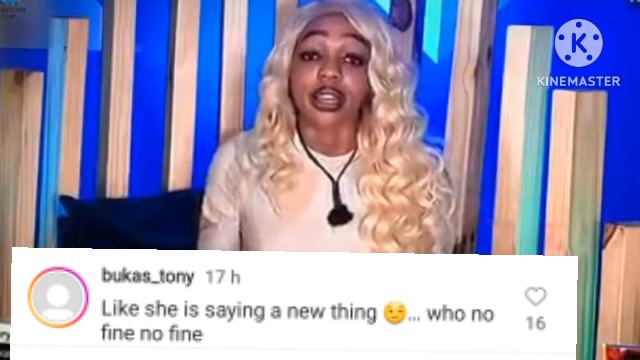 K
KINEMASTER
bukas_tony 17 h
Like she is saying a new thing 😏... who no
fine no fine
16